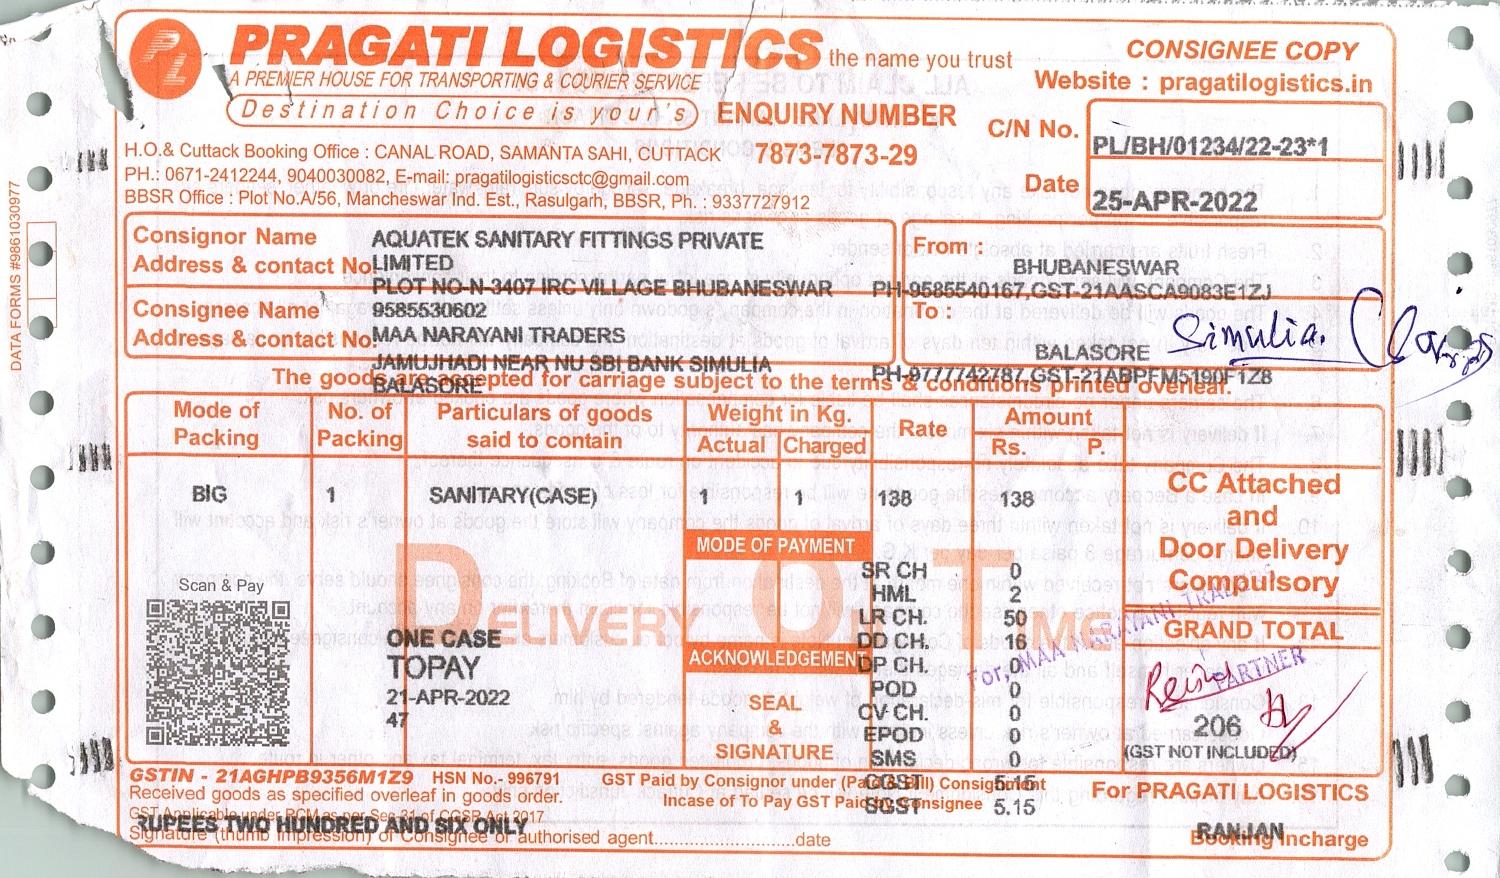 PRAGATI LOGISTICS the name you trust
A PREMIER HOUSE FOR TRANSPORTING & COURIER SERVICE
Destination Choice is your's
ENQUIRY NUMBER
7873-7873-29
CONSIGNEE COPY
Website : pragatilogistics.in
C/N No. PL/BH/01234/22-23*1
Date 25-APR-2022
H.O.& Cuttack Booking Office : CANAL ROAD, SAMANTA SAHI, CUTTACK
PH.: 0671-2412244, 9040030082, E-mail: pragatilogisticsctc@gmail.com
BBSR Office : Plot No.A/56, Mancheswar Ind. Est., Rasulgarh, BBSR, Ph. : 9337727912
Consignor Name
Address & contact No.
AQUATEK SANITARY FITTINGS PRIVATE
LIMITED
PLOT NO-N-3407 IRC VILLAGE BHUBANESWAR
9585530602
From :
BHUBANESWAR
PH-9585540167,GST-21AASCA9083E1ZJ
Consignee Name
Address & contact No.
MAA NARAYANI TRADERS
JAMUJHADI NEAR NU SBI BANK SIMULIA
BALASORE
To :
BALASORE
Simulia.
PH-9777742787,GST-21ABPFM5190F1Z8
The goods are accepted for carriage subject to the terms & conditions printed overleaf.
Mode of Packing
No. of Packing
Particulars of goods said to contain
Weight in Kg.
Actual Charged
Rate
Amount
Rs. P.
BIG 1 SANITARY(CASE) 1 1 138 138
CC Attached
and
Door Delivery
Compulsory
MODE OF PAYMENT
DELIVERY ON TIME
Scan & Pay
ONE CASE
TOPAY
21-APR-2022
47
ACKNOWLEDGEMENT
SEAL
&
SIGNATURE
SR CH 0
HML 2
LR CH. 50
DD CH. 16
DP CH. 0
POD 0
CV CH. 0
EPOD 0
SMS 0
CGST 5.15
SGST 5.15
GRAND TOTAL
206
(GST NOT INCLUDED)
For, MAA NARAYANI TRADERS
PARTNER
GSTIN - 21AGHPB9356M1Z9 HSN No.- 996791
Received goods as specified overleaf in goods order.
GST Applicable under RCM as per Sec-31 of CGSR Act 2017
RUPEES TWO HUNDRED AND SIX ONLY
Signature (thumb impression) of Consignee or authorised agent..........................date
GST Paid by Consignor under (Paid & Bill) Consignment
Incase of To Pay GST Paid by Consignee
For PRAGATI LOGISTICS
RANJAN
Booking Incharge
DATA FORMS #9861030977